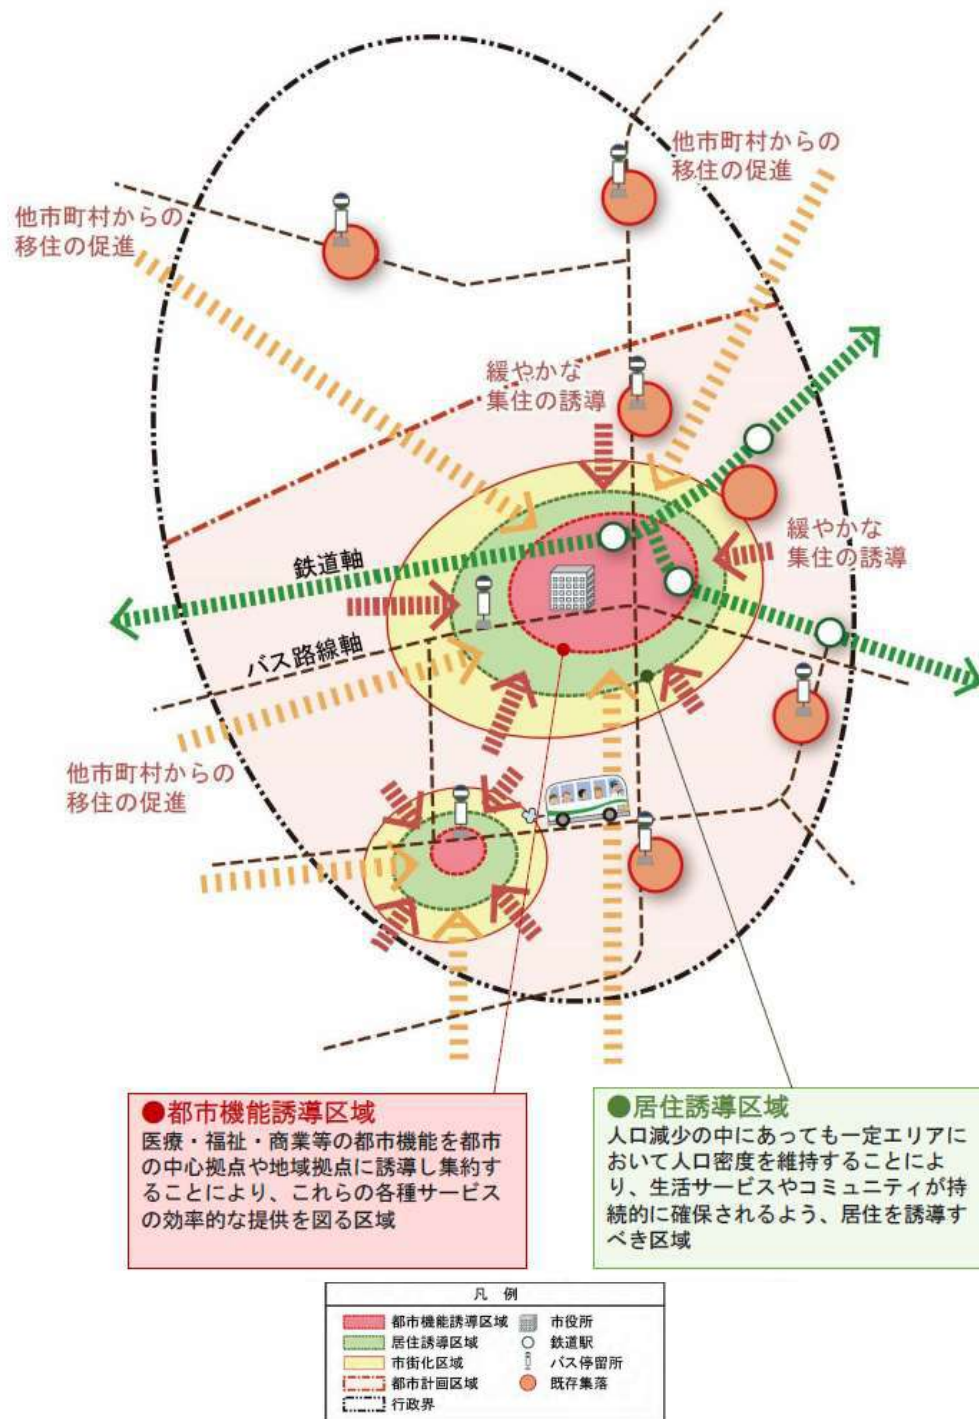 他市町村からの
移住の促進
他市町村からの
移住の促進
緩やかな
集住の誘導
緩やかな
集住の誘導
鉄道軸
バス路線軸
他市町村からの
移住の促進
●都市機能誘導区域
医療・福祉・商業等の都市機能を都市
の中心拠点や地域拠点に誘導し集約す
ることにより、これらの各種サービス
の効率的な提供を図る区域
●居住誘導区域
人口減少の中にあっても一定エリアに
おいて人口密度を維持することによ
り、生活サービスやコミュニティが持
続的に確保されるよう、居住を誘導す
べき区域
凡 例
都市機能誘導区域
居住誘導区域
市街化区域
都市計画区域
行政界
市役所
鉄道駅
バス停留所
既存集落